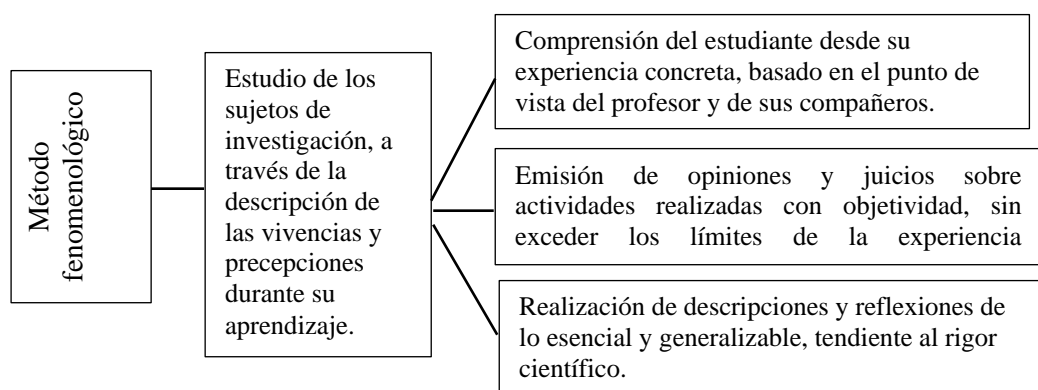 Método
fenomenológico
Estudio de los
sujetos de
investigación, a
través de la
descripción de
las vivencias y
precepciones
durante su
aprendizaje.
Comprensión del estudiante desde su
experiencia concreta, basado en el punto de
vista del profesor y de sus compañeros.
Emisión de opiniones y juicios sobre
actividades realizadas con objetividad, sin
exceder los límites de la experiencia
Realización de descripciones y reflexiones de
lo esencial y generalizable, tendiente al rigor
científico.